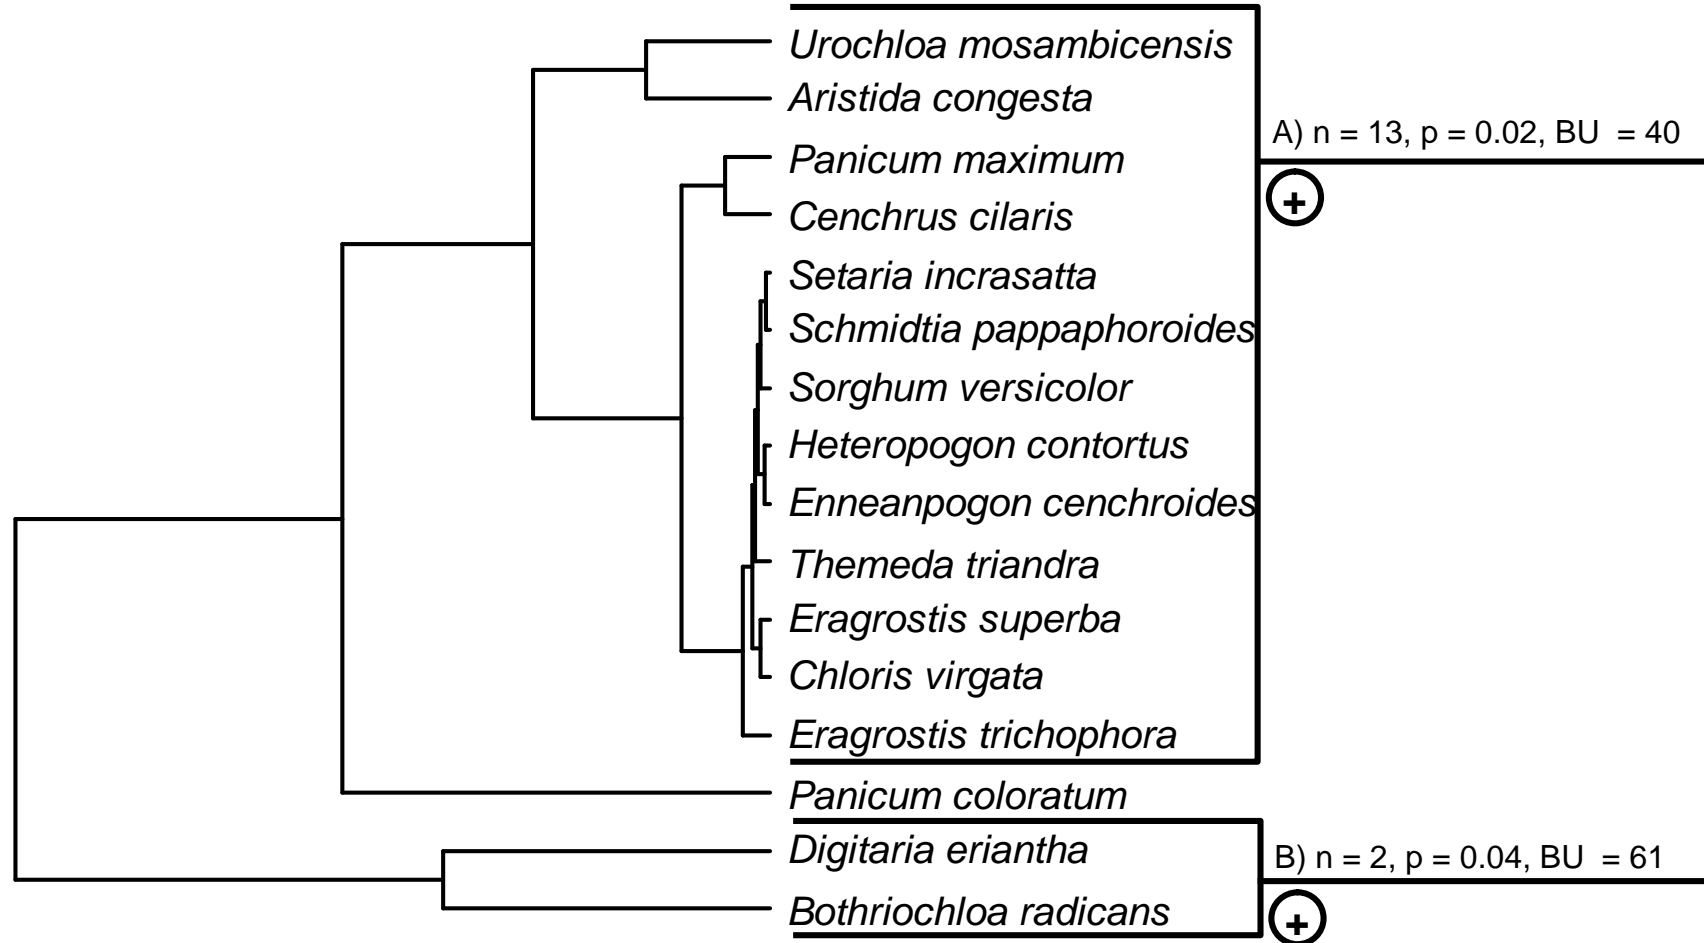 Urochloa mosambicensis
Aristida congesta
A) n = 13, p = 0.02, BU = 40
Panicum maximum
+
Cenchrus cilaris
Setaria incrasatta
Schmidtia pappaphoroides
Sorghum versicolor
Heteropogon contortus
Enneanpogon cenchroides
Themeda triandra
Eragrostis superba
Chloris virgata
Eragrostis trichophora
Panicum coloratum
Digitaria eriantha
B) n = 2, p = 0.04, BU = 61
Bothriochloa radicans
+